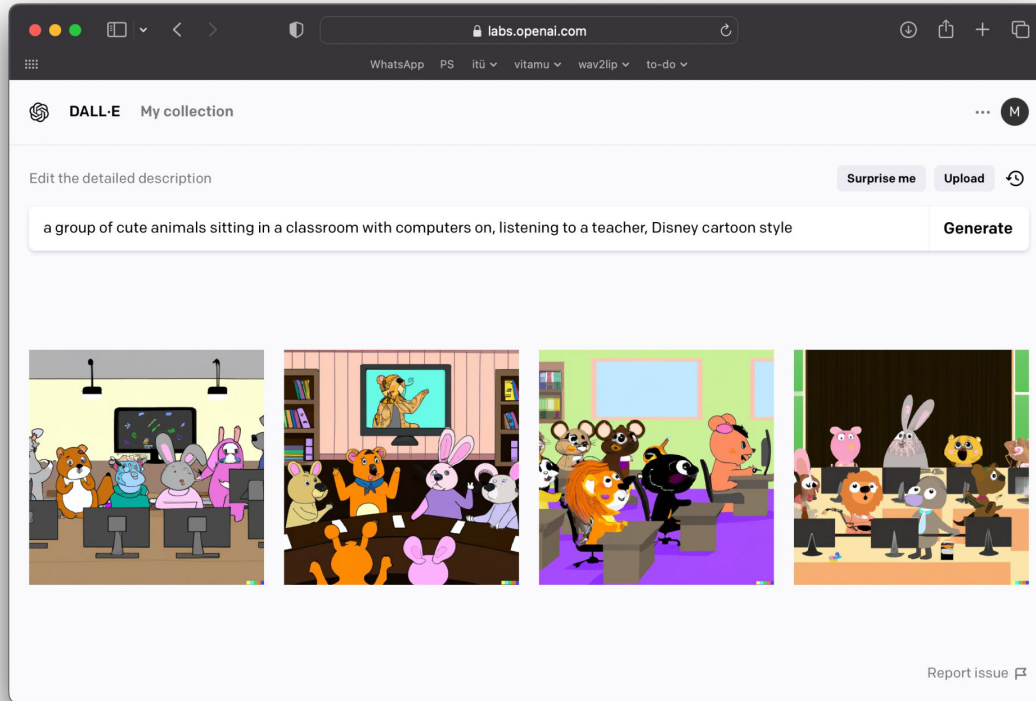 labs.openai.com
WhatsApp PS itü vitamu wav2lip to-do
DALL·E My collection
M
Edit the detailed description
Surprise me Upload
a group of cute animals sitting in a classroom with computers on, listening to a teacher, Disney cartoon style
Generate
Report issue